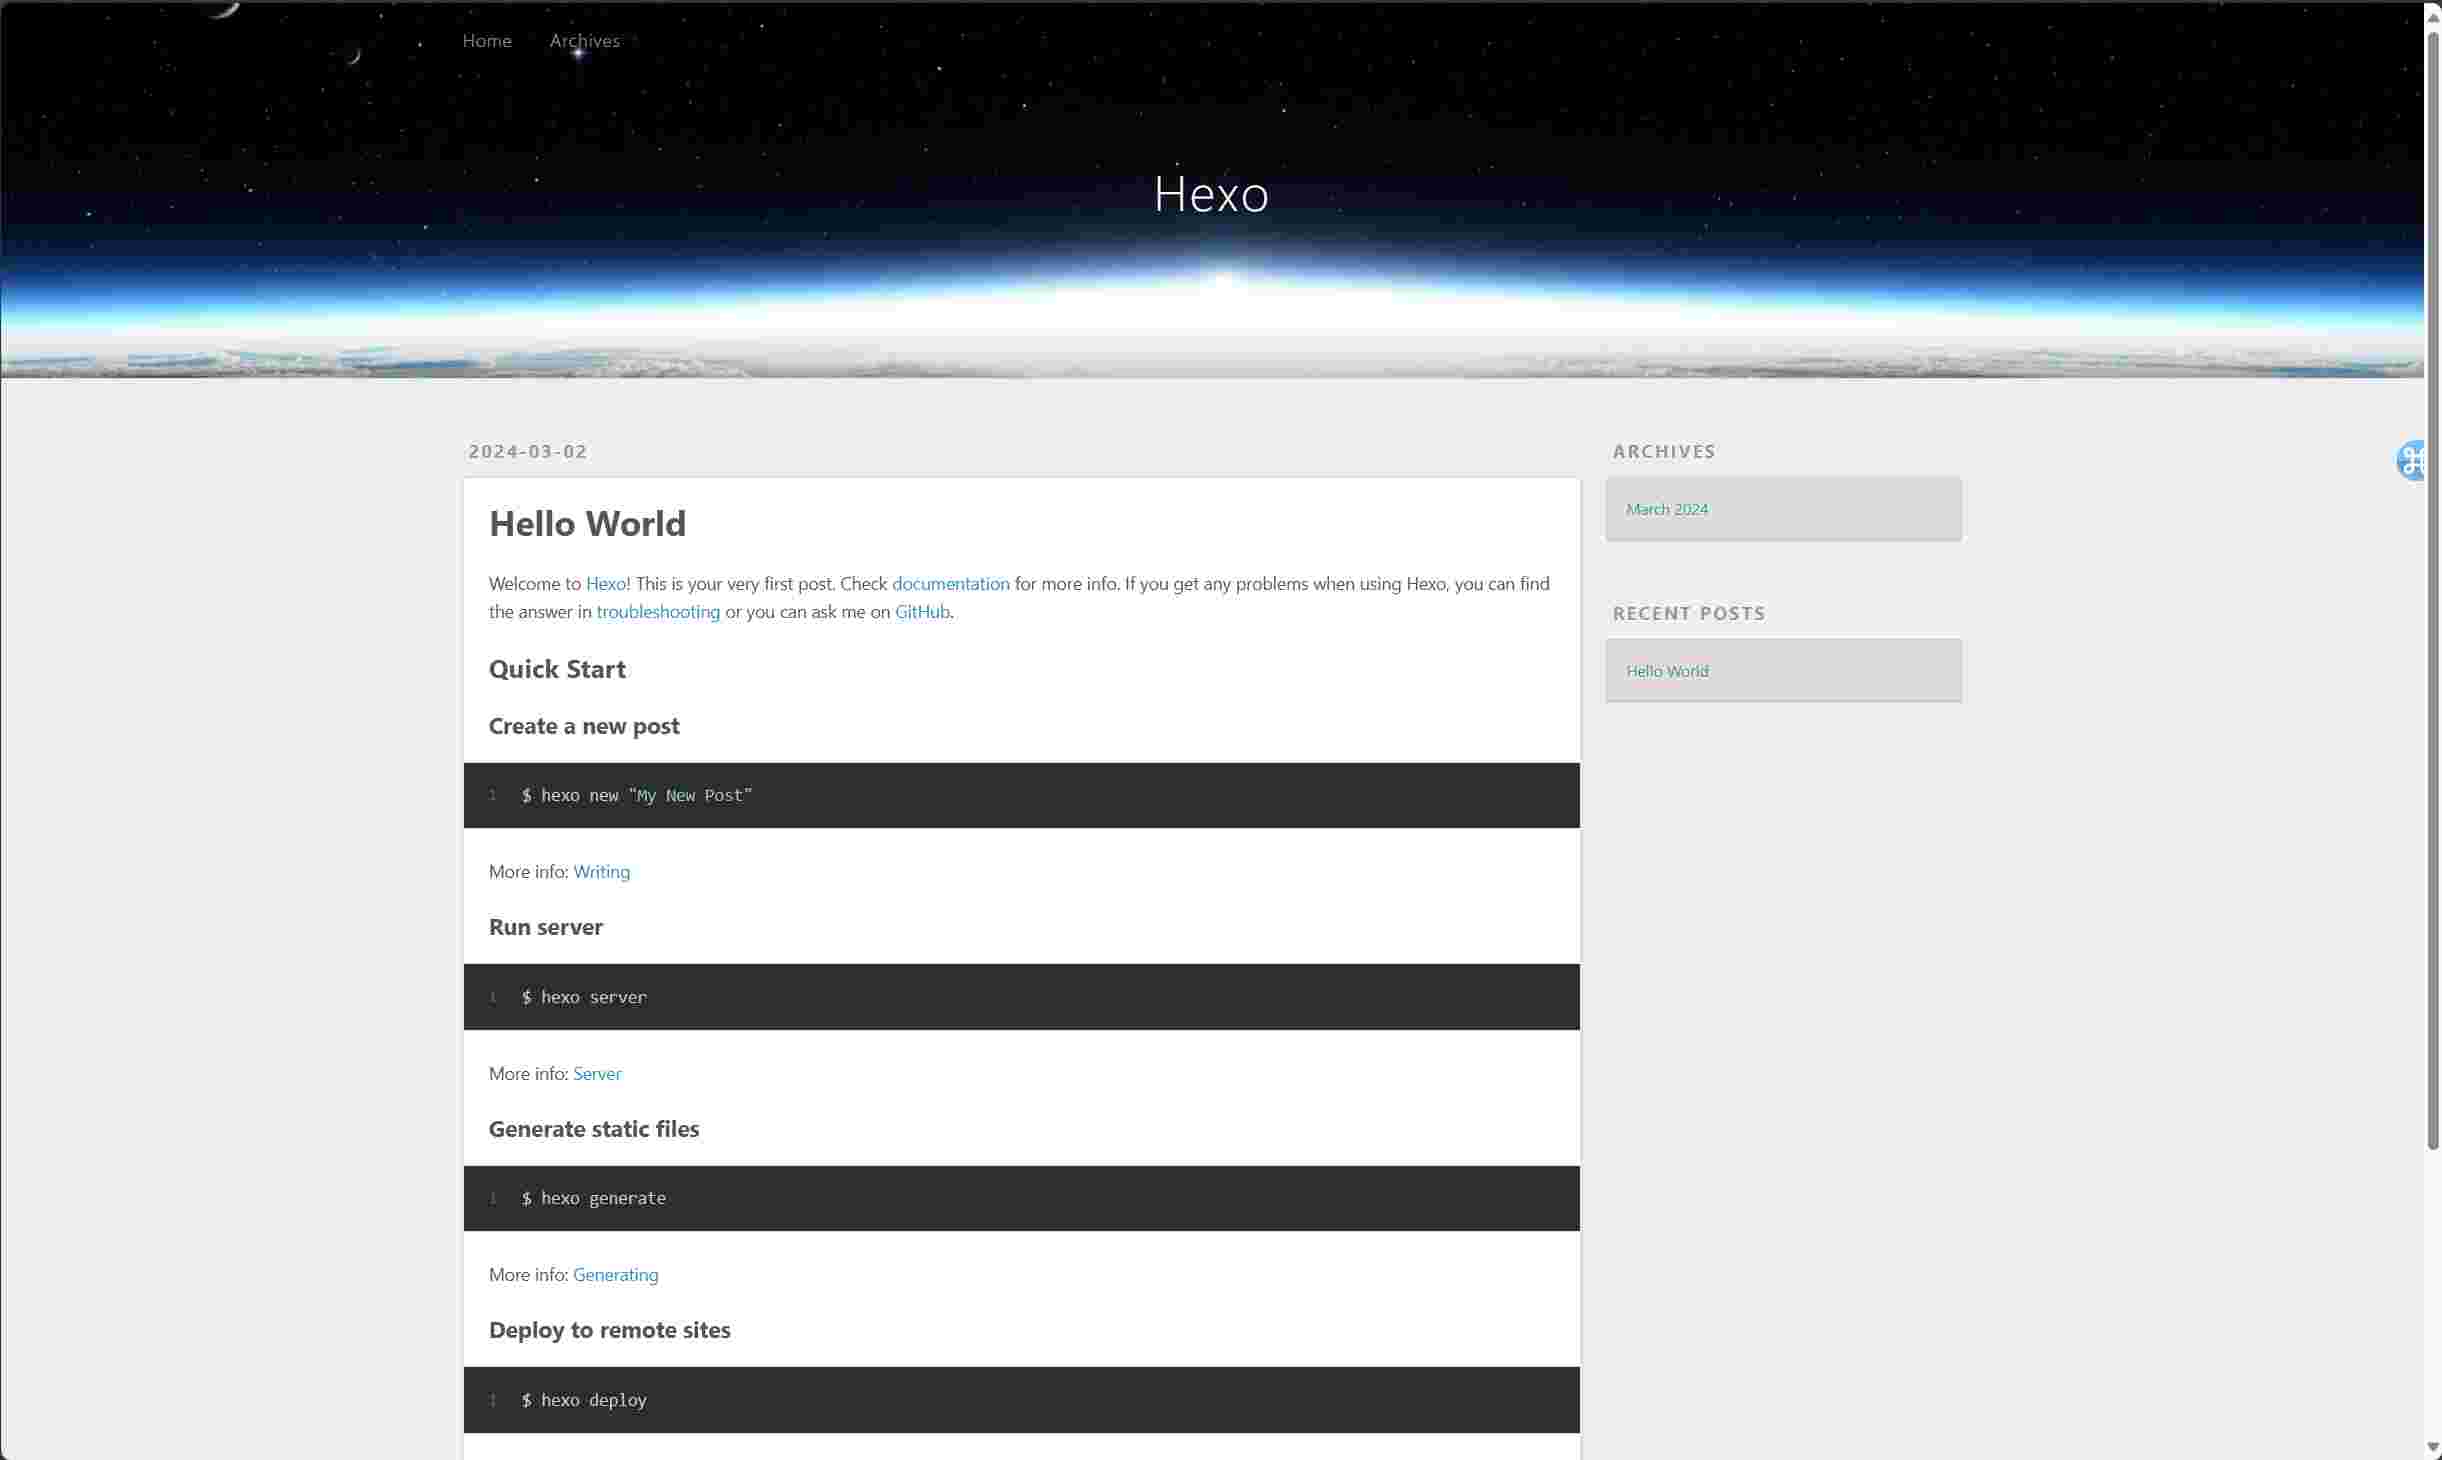 Home Archives
Hexo
2024-03-02
Hello World
Welcome to Hexo! This is your very first post. Check documentation for more info. If you get any problems when using Hexo, you can find
the answer in troubleshooting or you can ask me on GitHub.
Quick Start
Create a new post
1 $ hexo new "My New Post"
More info: Writing
Run server
1 $ hexo server
More info: Server
Generate static files
1 $ hexo generate
More info: Generating
Deploy to remote sites
1 $ hexo deploy
ARCHIVES
March 2024
RECENT POSTS
Hello World